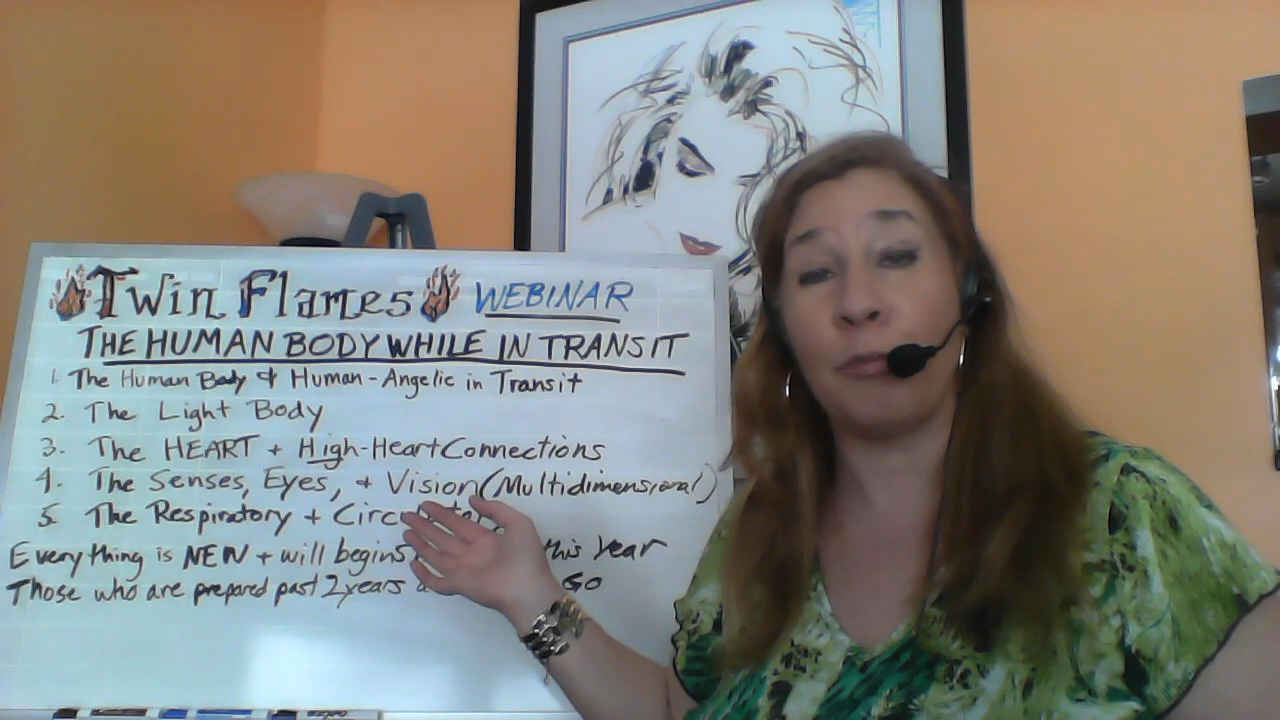 Twin Flames WEBINAR
THE HUMAN BODY WHILE IN TRANSIT
1. The Human Body & Human-Angelic in Transit
2. The Light Body
3. The HEART + High-Heart Connections
4. The Senses, Eyes, & Vision (Multidimensional)
5. The Respiratory +
Everything is NEW + will begins this Year
Those who are prepared past 2 years GO